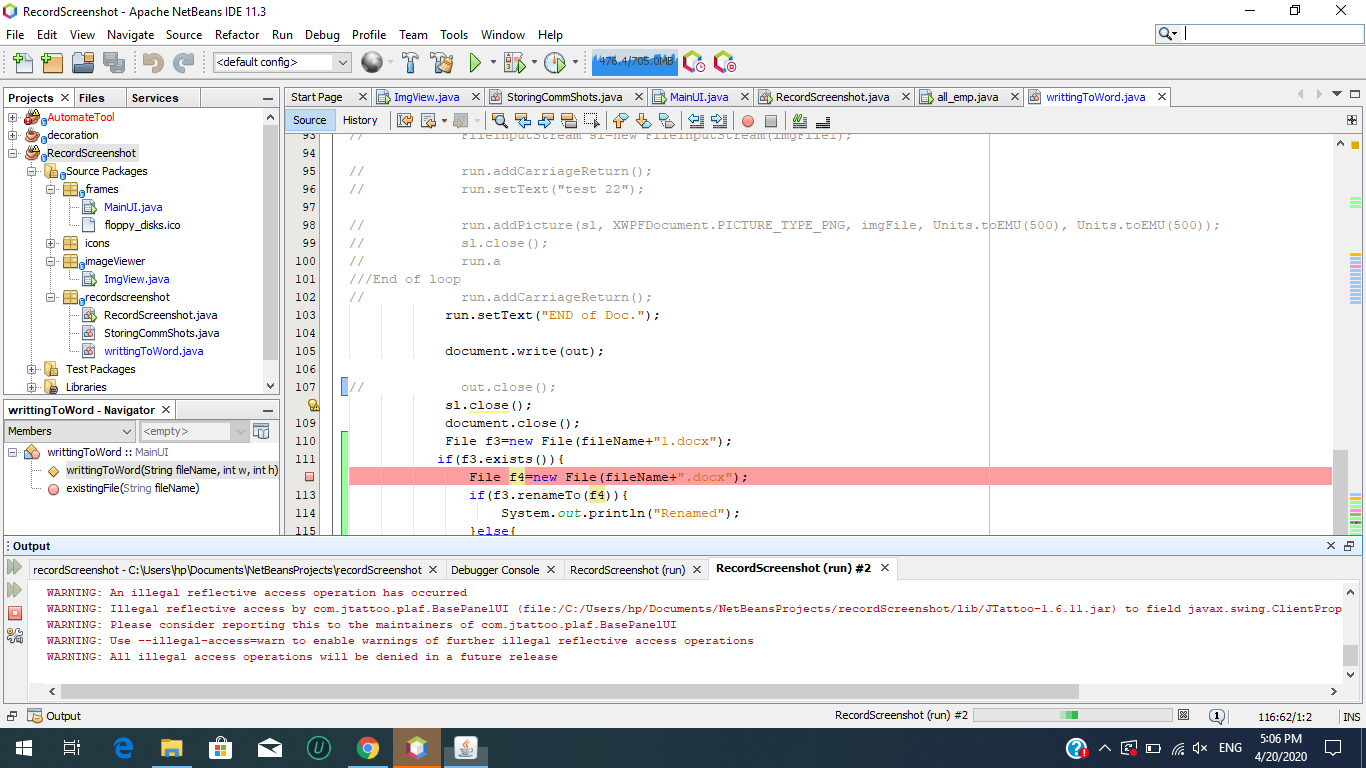 RecordScreenshot - Apache NetBeans IDE 11.3
File Edit View Navigate Source Refactor Run Debug Profile Team Tools Window Help
<default config>
476.4/705.0MB
Projects Files Services
AutomateTool
decoration
RecordScreenshot
Source Packages
frames
MainUI.java
floppy_disks.ico
icons
imageViewer
ImgView.java
recordscreenshot
RecordScreenshot.java
StoringCommShots.java
writtingToWord.java
Test Packages
Libraries
writtingToWord - Navigator
Members
<empty>
writtingToWord :: MainUI
writtingToWord(String fileName, int w, int h)
existingFile(String fileName)
Start Page ImgView.java StoringCommShots.java MainUI.java RecordScreenshot.java all_emp.java writtingToWord.java
Source History
93 // FileInputStream sl=new FileInputStream(imgFile1);
94
95 // run.addCarriageReturn();
96 // run.setText("test 22");
97
98 // run.addPicture(sl, XWPFDocument.PICTURE_TYPE_PNG, imgFile, Units.toEMU(500), Units.toEMU(500));
99 // sl.close();
100 // run.a
101 ///End of loop
102 // run.addCarriageReturn();
103 run.setText("END of Doc.");
104
105 document.write(out);
106
107 // out.close();
sl.close();
109 document.close();
110 File f3=new File(fileName+"1.docx");
111 if(f3.exists()){
File f4=new File(fileName+".docx");
113 if(f3.renameTo(f4)){
114 System.out.println("Renamed");
115 }else{
Output
recordScreenshot - C:\Users\hp\Documents\NetBeansProjects\recordScreenshot Debugger Console RecordScreenshot (run) RecordScreenshot (run) #2
WARNING: An illegal reflective access operation has occurred
WARNING: Illegal reflective access by com.jtattoo.plaf.BasePanelUI (file:/C:/Users/hp/Documents/NetBeansProjects/recordScreenshot/lib/JTattoo-1.6.11.jar) to field javax.swing.ClientProp
WARNING: Please consider reporting this to the maintainers of com.jtattoo.plaf.BasePanelUI
WARNING: Use --illegal-access=warn to enable warnings of further illegal reflective access operations
WARNING: All illegal access operations will be denied in a future release
Output
RecordScreenshot (run) #2
1
116:62/1:2 INS
ENG
5:06 PM
4/20/2020